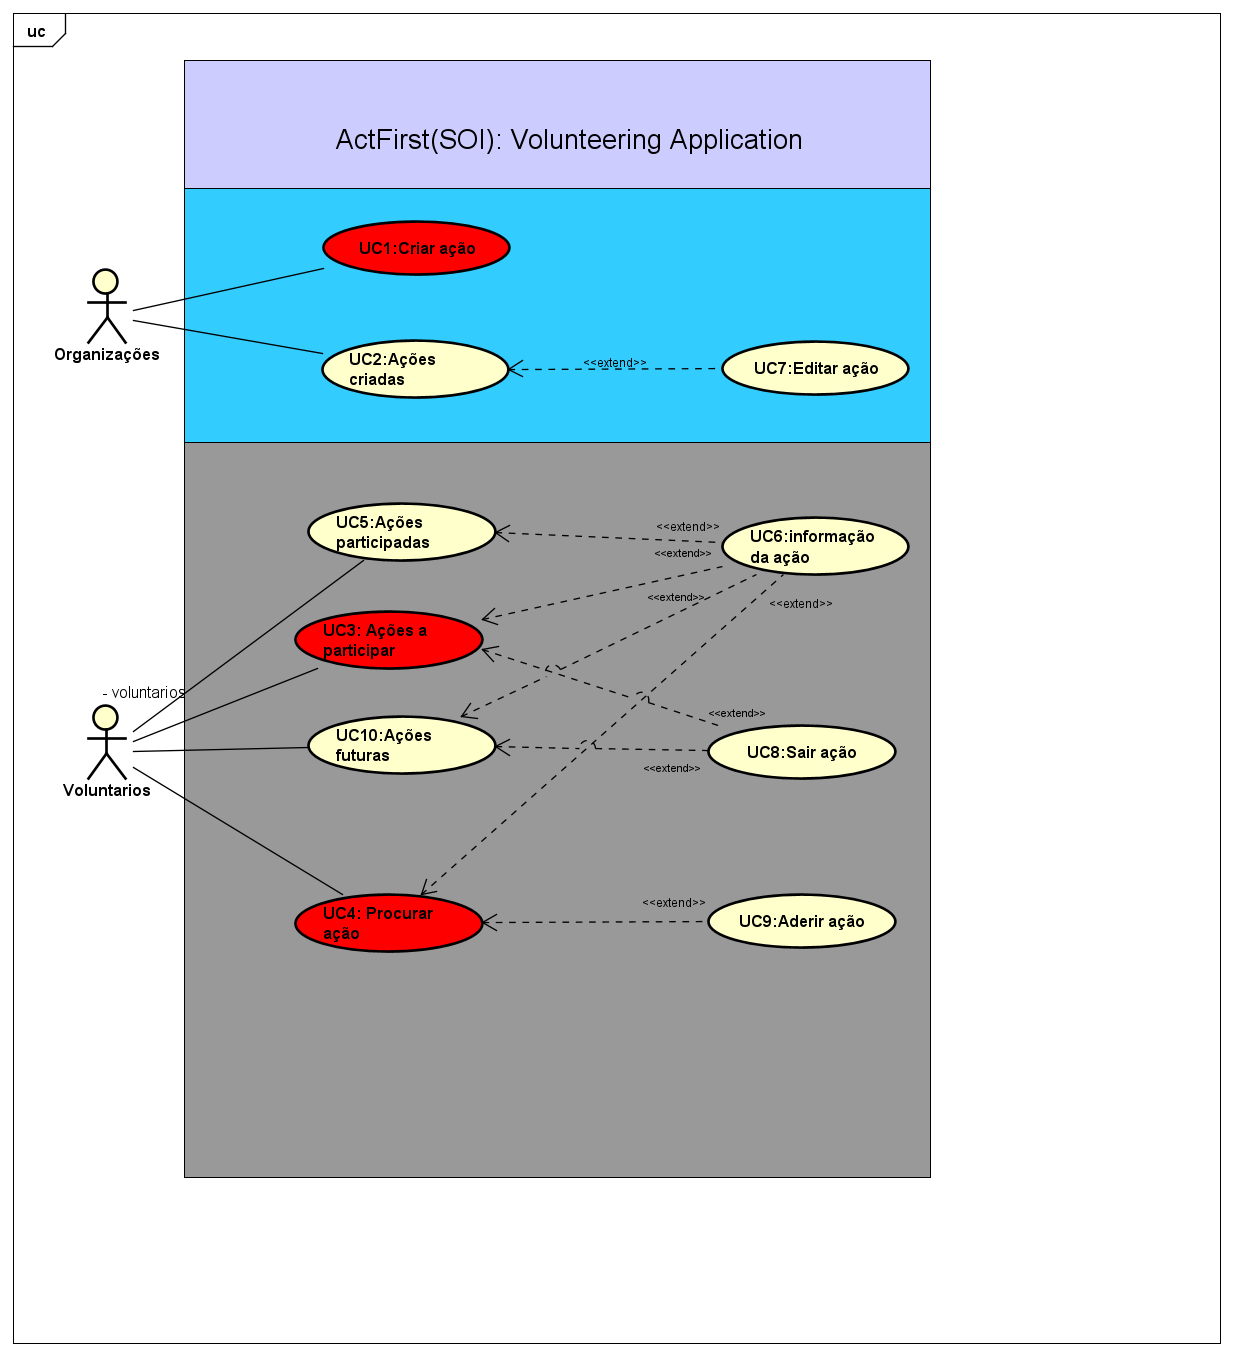 uc
ActFirst(SOI): Volunteering Application
UC1:Criar ação
Organizações
UC2:Ações
criadas
<<extend>>
UC7:Editar ação
UC5:Ações
participadas
<<extend>>
UC6:informação
da ação
<<extend>>
<<extend>>
<<extend>>
UC3: Ações a
participar
- voluntarios
Voluntarios
UC10:Ações
futuras
<<extend>>
UC8:Sair ação
<<extend>>
UC4: Procurar
ação
<<extend>>
UC9:Aderir ação